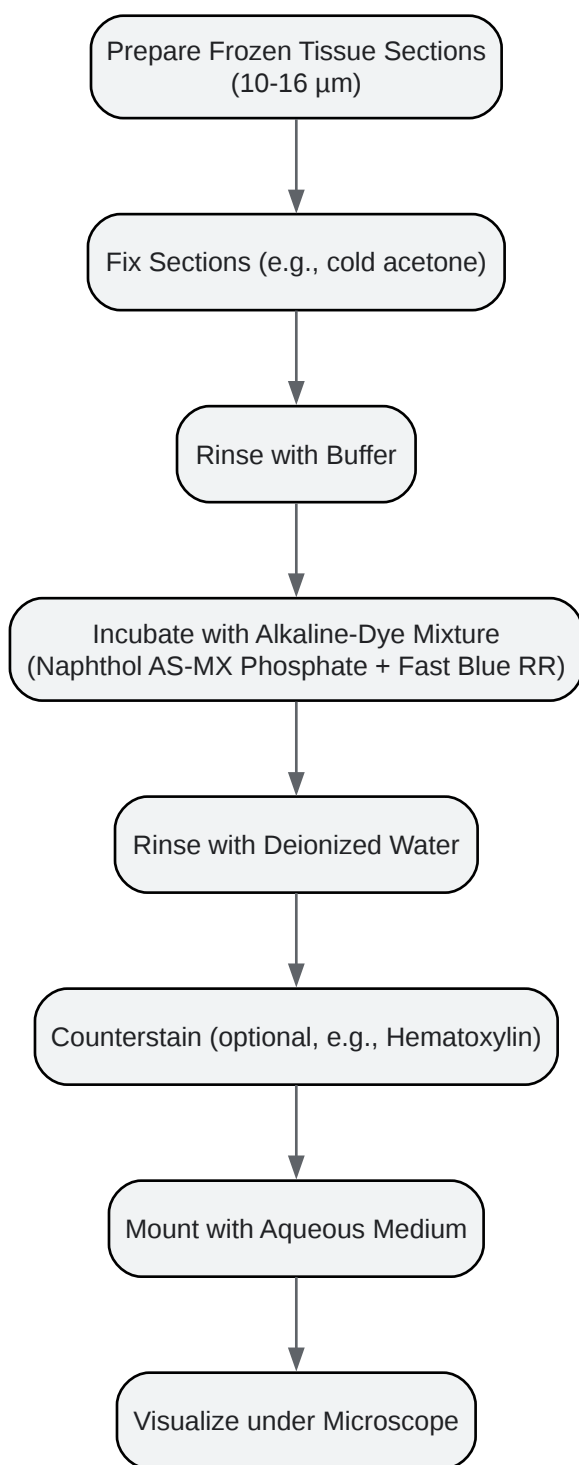 Prepare Frozen Tissue Sections
(10-16 µm)
Fix Sections (e.g., cold acetone)
Rinse with Buffer
Incubate with Alkaline-Dye Mixture
(Naphthol AS-MX Phosphate + Fast Blue RR)
Rinse with Deionized Water
Counterstain (optional, e.g., Hematoxylin)
Mount with Aqueous Medium
Visualize under Microscope